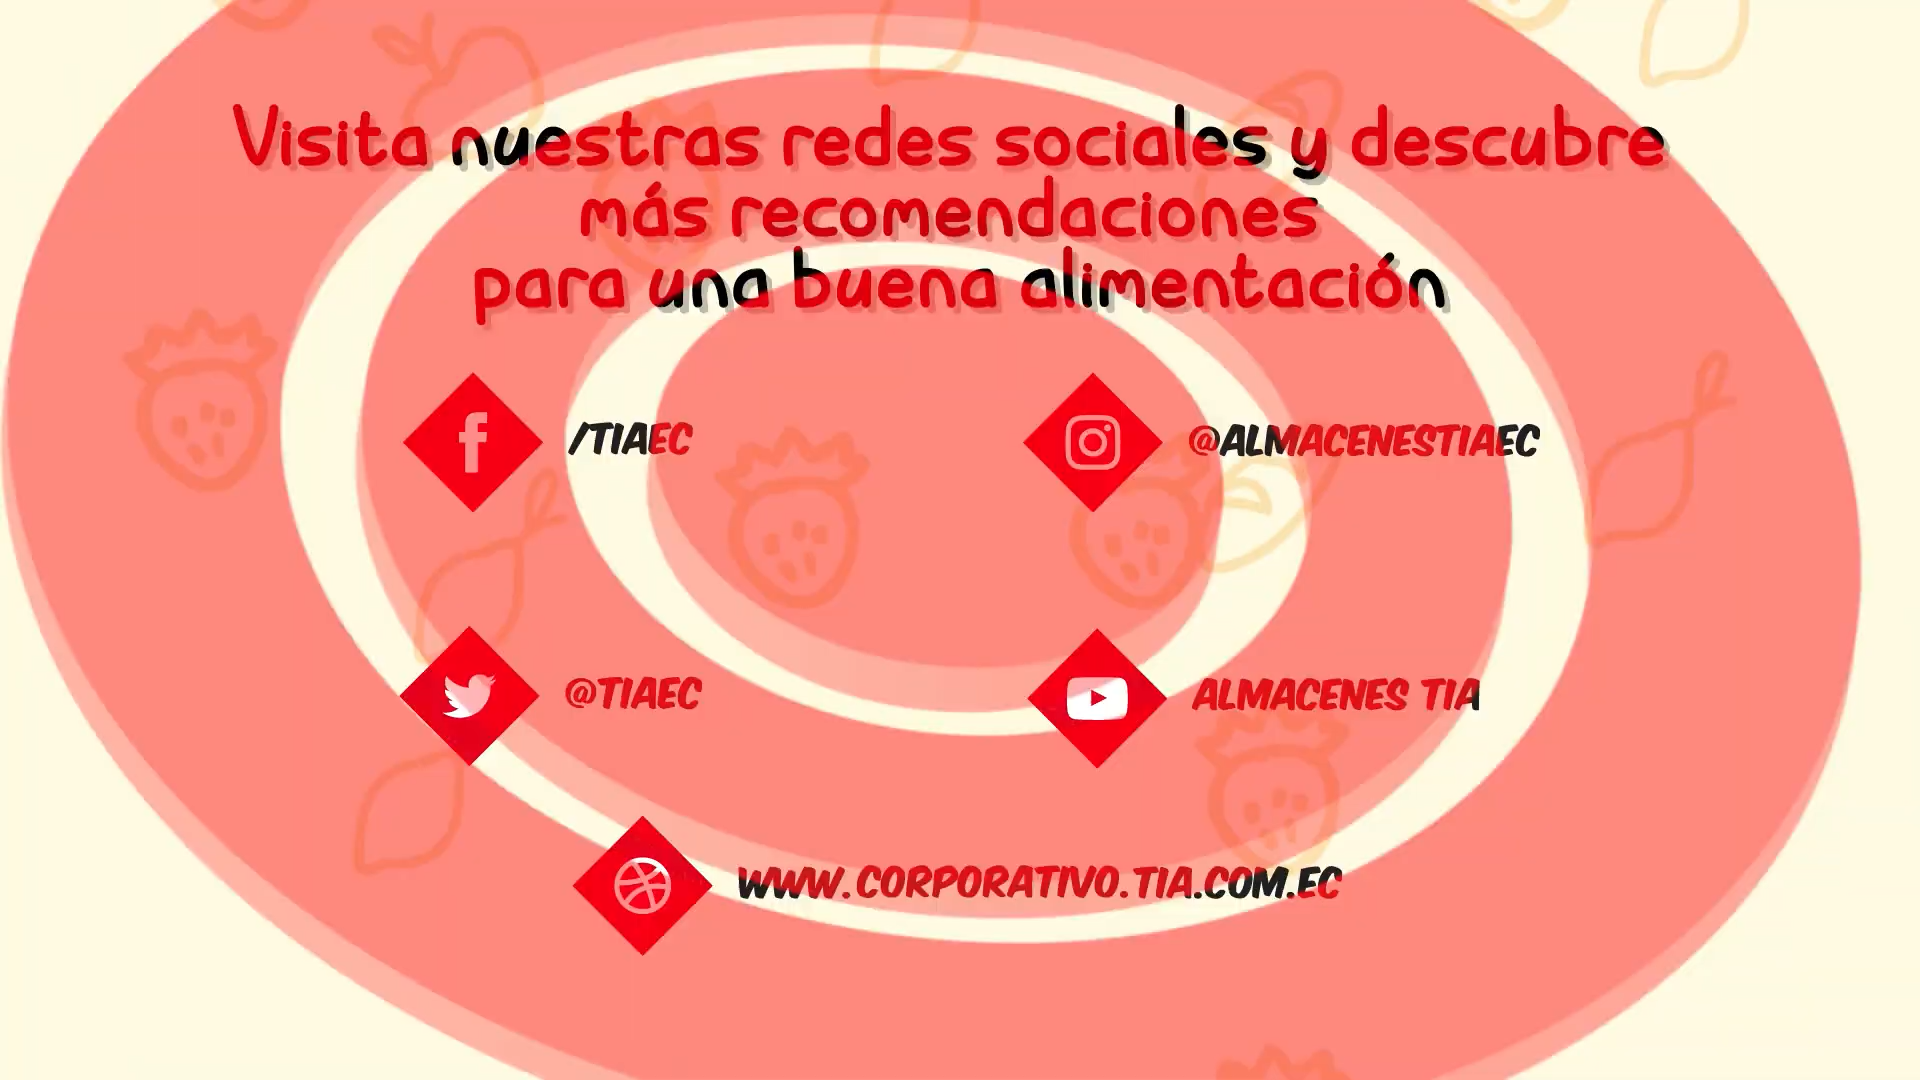 Visita nuestras redes sociales y descubre
más recomendaciones
para una buena alimentación
/TIAEC
@ALMACENESTIAEC
@TIAEC
ALMACENES TIA
WWW.CORPORATIVO.TIA.COM.EC